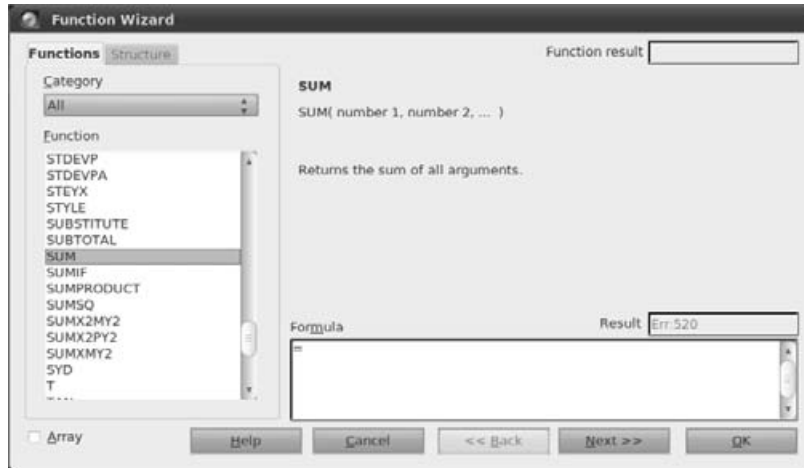 Function Wizard
Functions Structure
Function result
Category
All
Function
STDEVP
STDEVPA
STEYX
STYLE
SUBSTITUTE
SUBTOTAL
SUM
SUMIF
SUMPRODUCT
SUMSQ
SUMX2MY2
SUMX2PY2
SUMXMY2
SYD
T
SUM
SUM( number 1, number 2, ... )
Returns the sum of all arguments.
Formula
Result Err:520
=
Array
Help
Cancel
<< Back
Next >>
OK